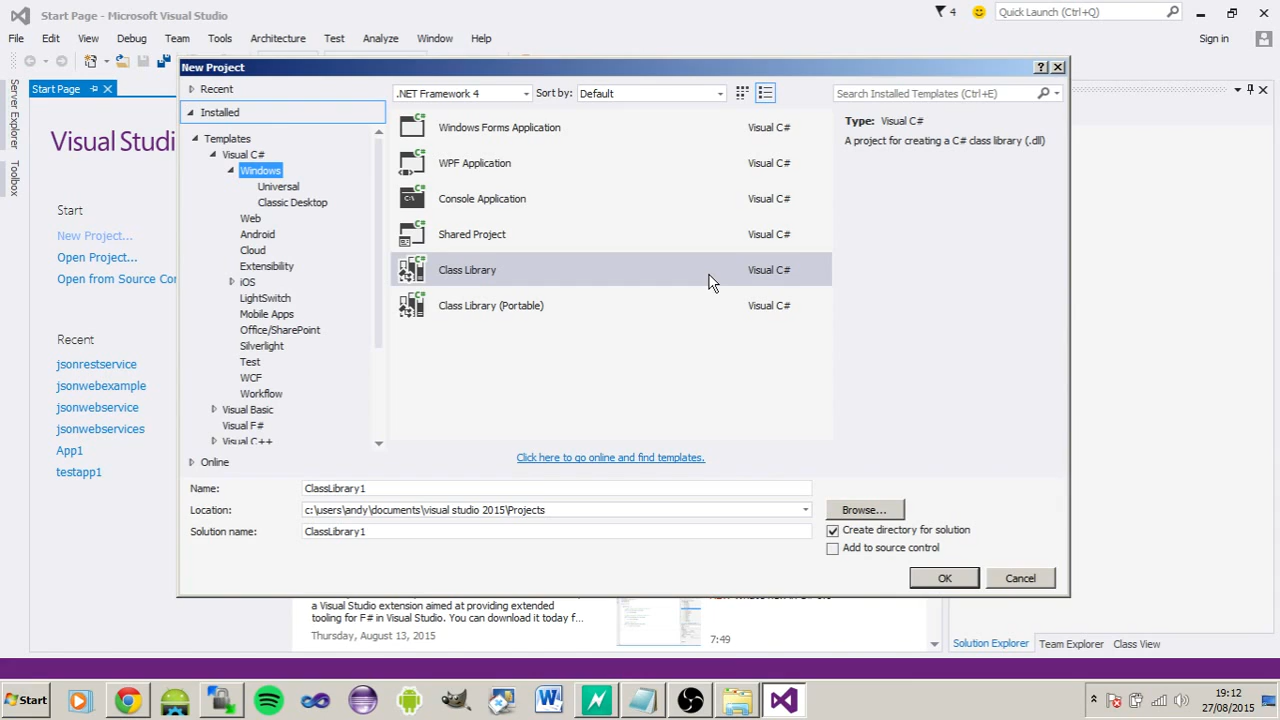 Start Page - Microsoft Visual Studio
4
Quick Launch (Ctrl+Q)
File Edit View Debug Team Tools Architecture Test Analyze Window Help
Sign in
Server Explorer
Toolbox
Start Page
Visual Studi
Start
New Project...
Open Project...
Open from Source Cor
Recent
jsonrestservice
jsonwebexample
jsonwebservice
jsonwebservices
App1
testapp1
New Project
Recent
Installed
Templates
Visual C#
Windows
Universal
Classic Desktop
Web
Android
Cloud
Extensibility
iOS
LightSwitch
Mobile Apps
Office/SharePoint
Silverlight
Test
WCF
Workflow
Visual Basic
Visual F#
Visual C++
Online
.NET Framework 4
Sort by: Default
Search Installed Templates (Ctrl+E)
Windows Forms Application Visual C#
WPF Application Visual C#
Console Application Visual C#
Shared Project Visual C#
Class Library Visual C#
Class Library (Portable) Visual C#
Type: Visual C#
A project for creating a C# class library (.dll)
Click here to go online and find templates.
Name: ClassLibrary1
Location: c:\users\andy\documents\visual studio 2015\Projects
Browse...
Solution name: ClassLibrary1
Create directory for solution
Add to source control
OK Cancel
a Visual Studio extension aimed at providing extended
tooling for F# in Visual Studio. You can download it today f...
Thursday, August 13, 2015
7:49
Solution Explorer Team Explorer Class View
Start
19:12
27/08/2015